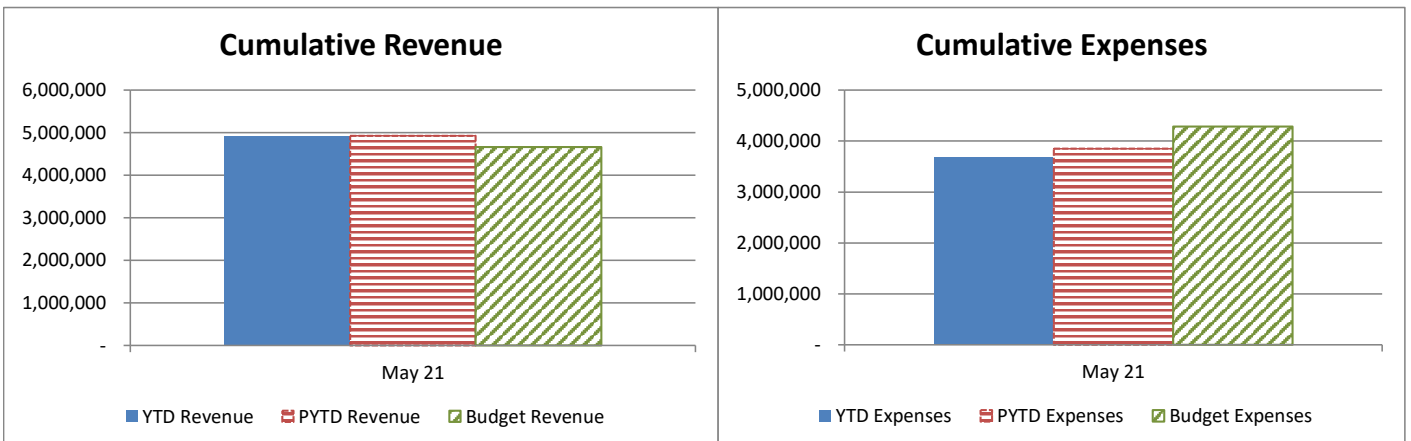 Cumulative Revenue
6,000,000
5,000,000
4,000,000
3,000,000
2,000,000
1,000,000
-
May 21
YTD Revenue PYTD Revenue Budget Revenue
Cumulative Expenses
5,000,000
4,000,000
3,000,000
2,000,000
1,000,000
-
May 21
YTD Expenses PYTD Expenses Budget Expenses